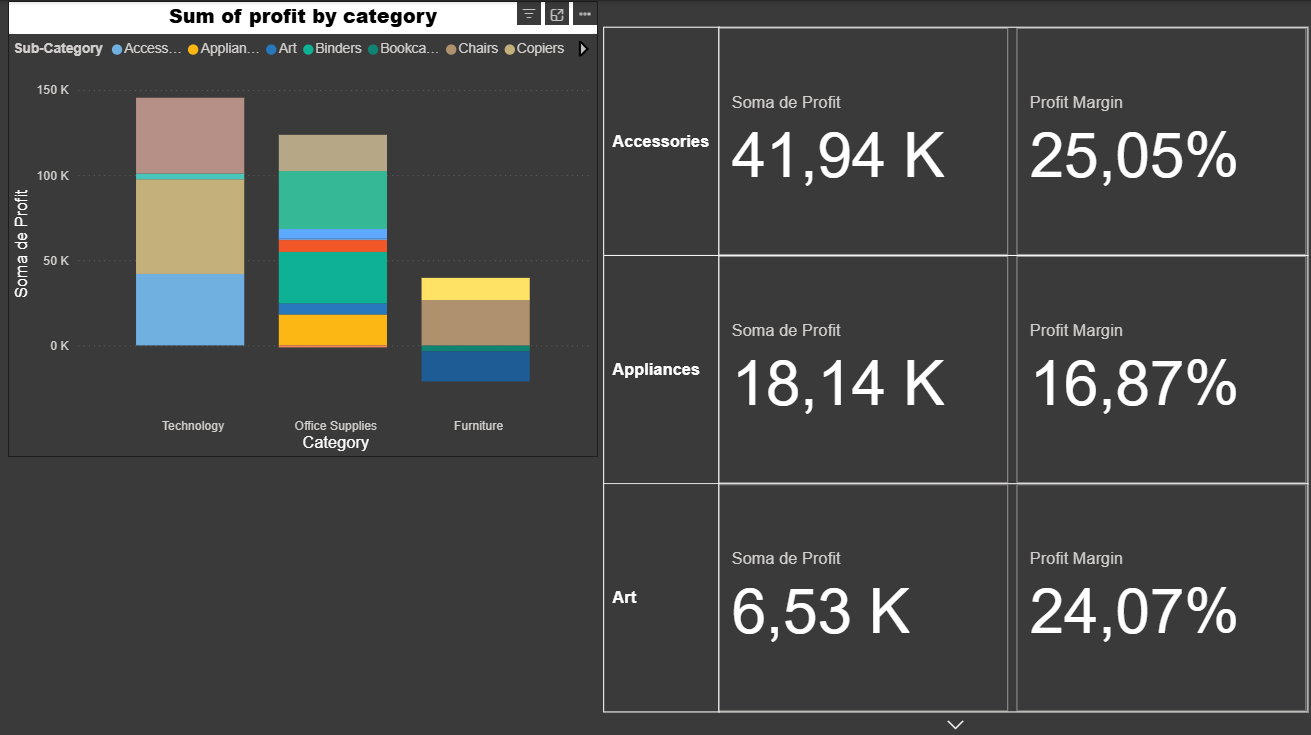 Sum of profit by category
Sub-Category Access... Applian... Art Binders Bookca... Chairs Copiers
Soma de Profit
150 K
100 K
50 K
0 K
Technology Office Supplies Furniture
Category
Accessories
Soma de Profit
41,94 K
Profit Margin
25,05%
Appliances
Soma de Profit
18,14 K
Profit Margin
16,87%
Art
Soma de Profit
6,53 K
Profit Margin
24,07%